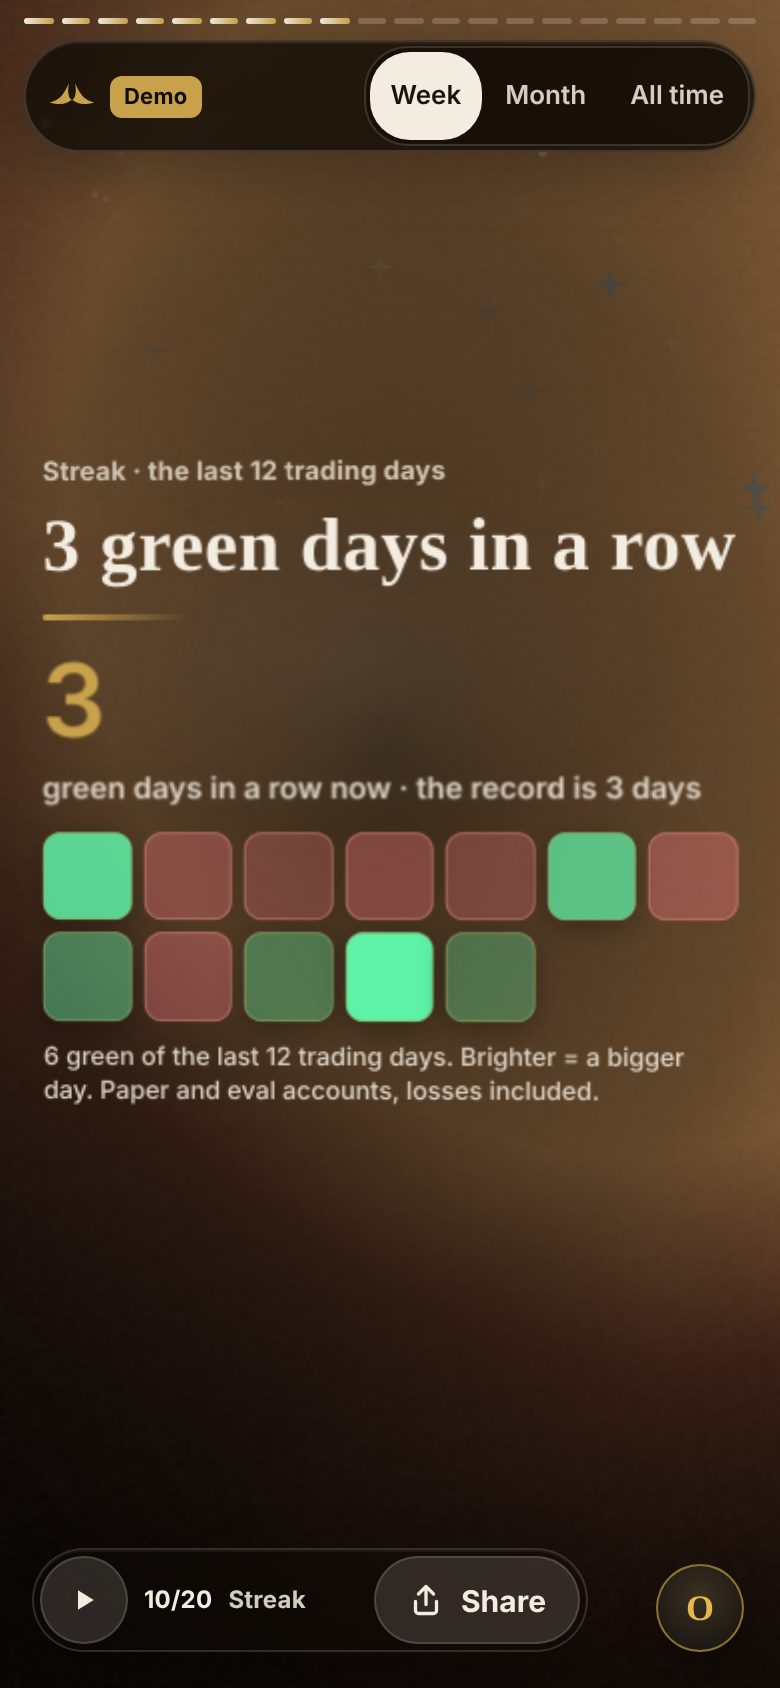 Demo
Week
Month
All time
Streak · the last 12 trading days
3 green days in a row
3
green days in a row now · the record is 3 days
6 green of the last 12 trading days. Brighter = a bigger
day. Paper and eval accounts, losses included.
10/20 Streak
Share
O